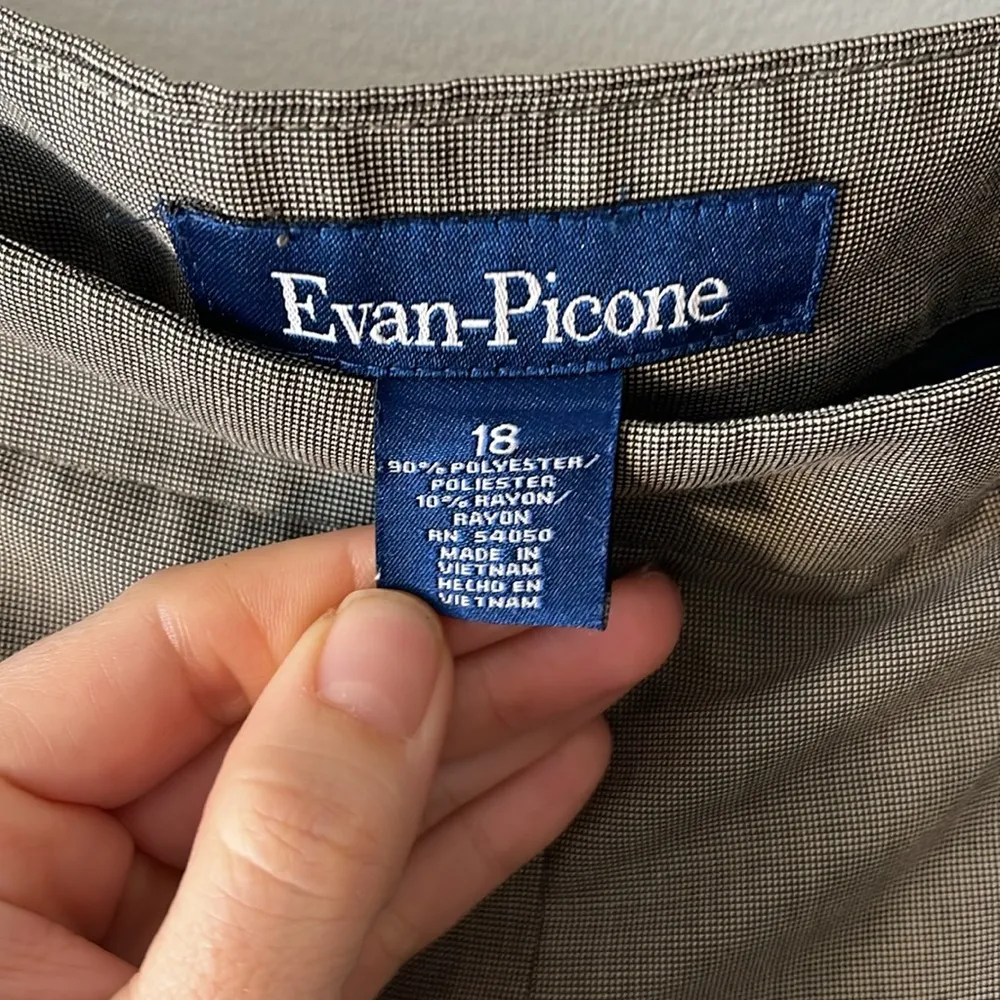 Evan-Picone
18
90% POLYESTER/
POLIESTER
10% RAYON/
RAYON
RN 54050
MADE IN
VIETNAM
HECHO EN
VIETNAM